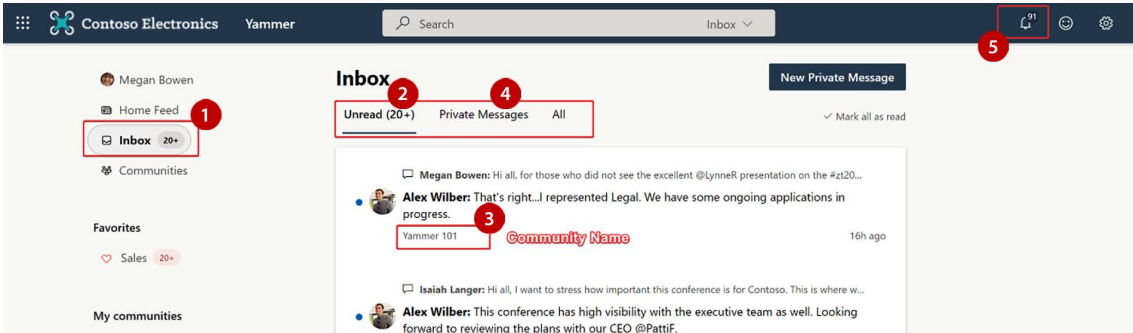 Contoso Electronics Yammer Search Inbox 91
5
Megan Bowen
Home Feed
1
Inbox 20+
Communities
Favorites
Sales 20+
My communities
Inbox
New Private Message
2 4
Unread (20+) Private Messages All
Mark all as read
Megan Bowen: Hi all, for those who did not see the excellent @LynneR presentation on the #zt20...
Alex Wilber: That's right...I represented Legal. We have some ongoing applications in
progress.
3
Yammer 101 Community Name 16h ago
Isaiah Langer: Hi all, I want to stress how important this conference is for Contoso. This is where w...
Alex Wilber: This conference has high visibility with the executive team as well. Looking
forward to reviewing the plans with our CEO @PattiF.